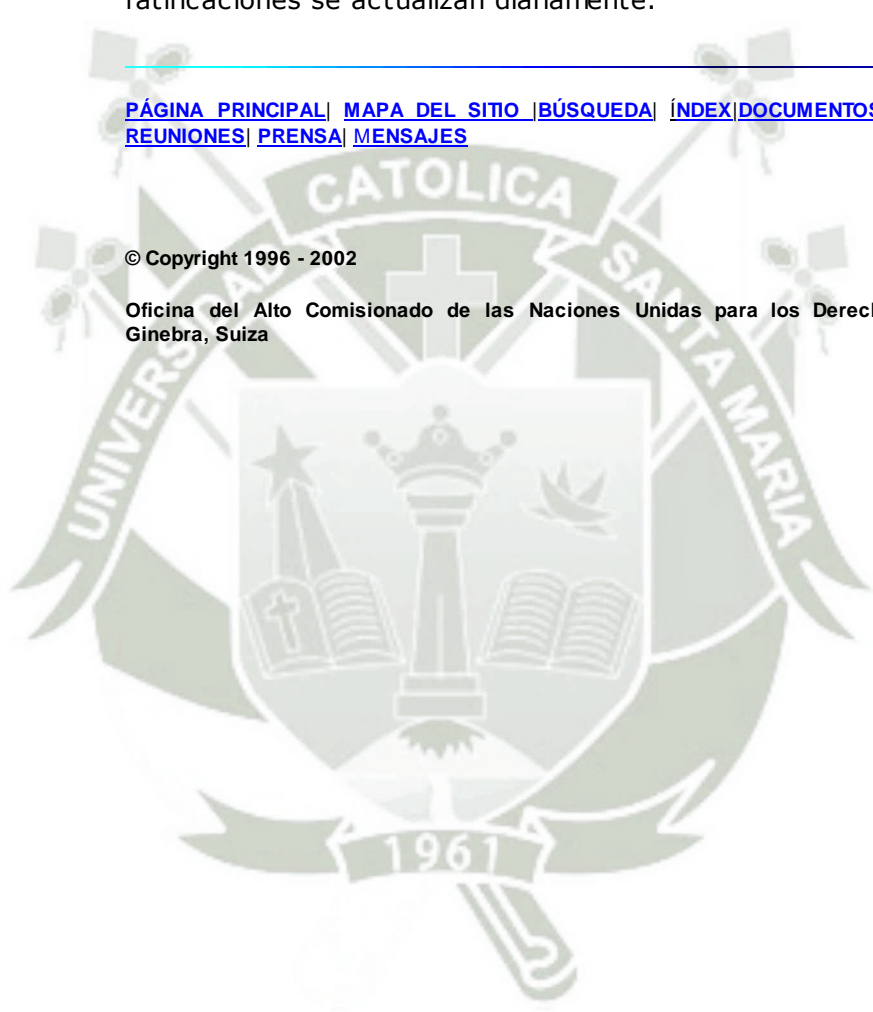 ratificaciones se actualizan diariamente.
PÁGINA PRINCIPAL| MAPA DEL SITIO |BÚSQUEDA| ÍNDEX|DOCUMENTOS
REUNIONES| PRENSA| MENSAJES
UNIVERSIDAD CATOLICA SANTA MARIA
© Copyright 1996 - 2002
Oficina del Alto Comisionado de las Naciones Unidas para los
Ginebra, Suiza
1961